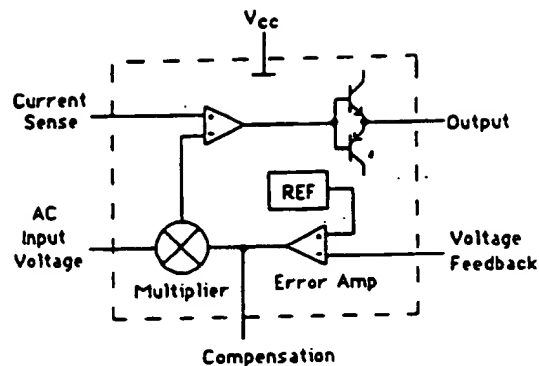 Vcc
Current
Sense
Output
REF
AC
Input
Voltage
Voltage
Feedback
Multiplier
Error Amp
Compensation